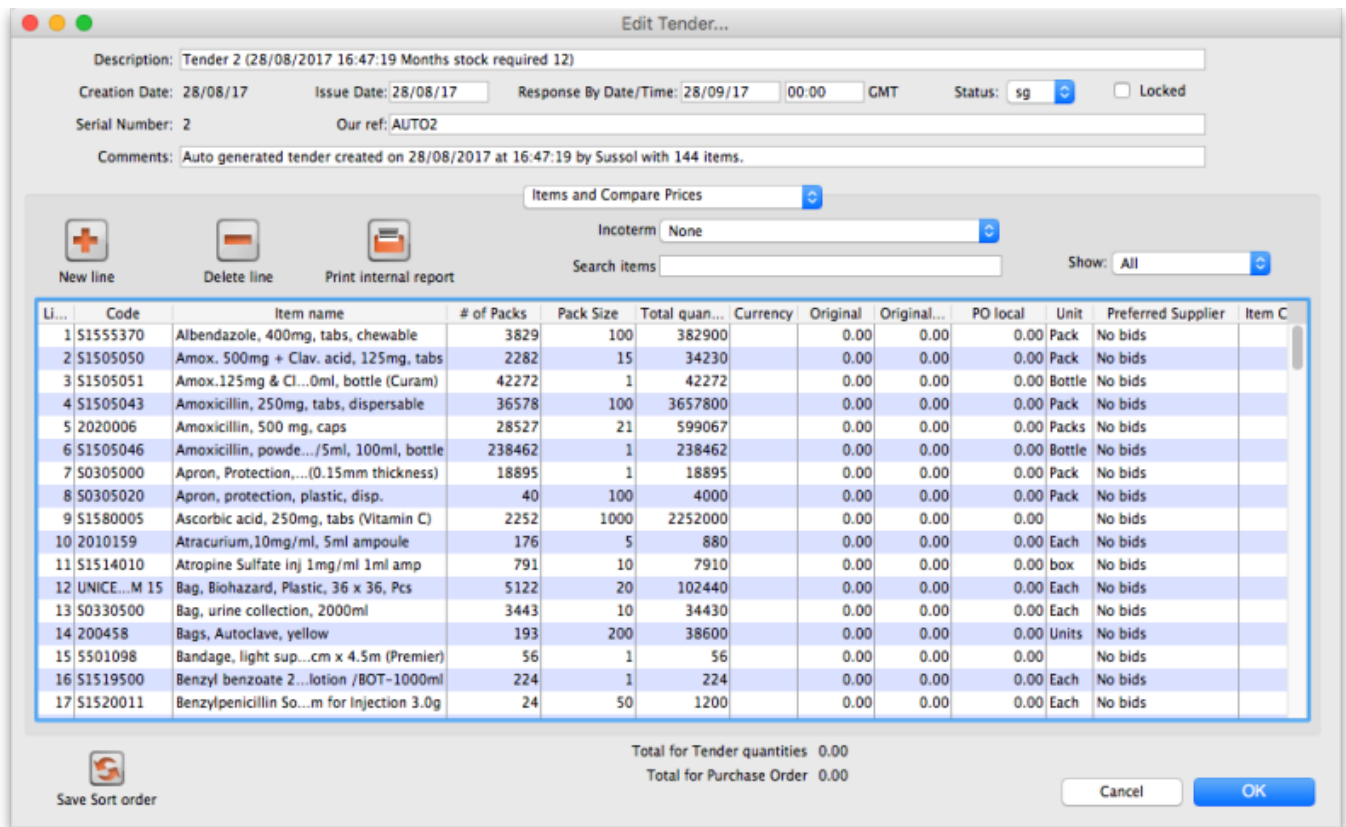 Edit Tender...
Description: Tender 2 (28/08/2017 16:47:19 Months stock required 12)
Creation Date: 28/08/17 Issue Date: 28/08/17 Response By Date/Time: 28/09/17 00:00 GMT Status: sg Locked
Serial Number: 2 Our ref: AUTO2
Comments: Auto generated tender created on 28/08/2017 at 16:47:19 by Sussol with 144 items.
Items and Compare Prices
Incoterm None
New line Delete line Print internal report Search items Show: All
Li... Code Item name # of Packs Pack Size Total quan... Currency Original Original... PO local Unit Preferred Supplier Item C
1 S1555370 Albendazole, 400mg, tabs, chewable 3829 100 382900 0.00 0.00 0.00 Pack No bids
2 S1505050 Amox. 500mg + Clav. acid, 125mg, tabs 2282 15 34230 0.00 0.00 0.00 Pack No bids
3 S1505051 Amox.125mg & Cl...0ml, bottle (Curam) 42272 1 42272 0.00 0.00 0.00 Bottle No bids
4 S1505043 Amoxicillin, 250mg, tabs, dispersable 36578 100 3657800 0.00 0.00 0.00 Pack No bids
5 2020006 Amoxicillin, 500 mg, caps 28527 21 599067 0.00 0.00 0.00 Packs No bids
6 S1505046 Amoxicillin, powde.../5ml, 100ml, bottle 238462 1 238462 0.00 0.00 0.00 Bottle No bids
7 S0305000 Apron, Protection,...(0.15mm thickness) 18895 1 18895 0.00 0.00 0.00 Pack No bids
8 S0305020 Apron, protection, plastic, disp. 40 100 4000 0.00 0.00 0.00 Pack No bids
9 S1580005 Ascorbic acid, 250mg, tabs (Vitamin C) 2252 1000 2252000 0.00 0.00 0.00 No bids
10 2010159 Atracurium,10mg/ml, 5ml ampoule 176 5 880 0.00 0.00 0.00 Each No bids
11 S1514010 Atropine Sulfate inj 1mg/ml 1ml amp 791 10 7910 0.00 0.00 0.00 box No bids
12 UNICE...M 15 Bag, Biohazard, Plastic, 36 x 36, Pcs 5122 20 102440 0.00 0.00 0.00 Each No bids
13 S0330500 Bag, urine collection, 2000ml 3443 10 34430 0.00 0.00 0.00 Each No bids
14 200458 Bags, Autoclave, yellow 193 200 38600 0.00 0.00 0.00 Units No bids
15 5501098 Bandage, light sup...cm x 4.5m (Premier) 56 1 56 0.00 0.00 0.00 No bids
16 S1519500 Benzyl benzoate 2...lotion /BOT-1000ml 224 1 224 0.00 0.00 0.00 Each No bids
17 S1520011 Benzylpenicillin So...m for Injection 3.0g 24 50 1200 0.00 0.00 0.00 Each No bids
Total for Tender quantities 0.00
Total for Purchase Order 0.00
Save Sort order Cancel OK